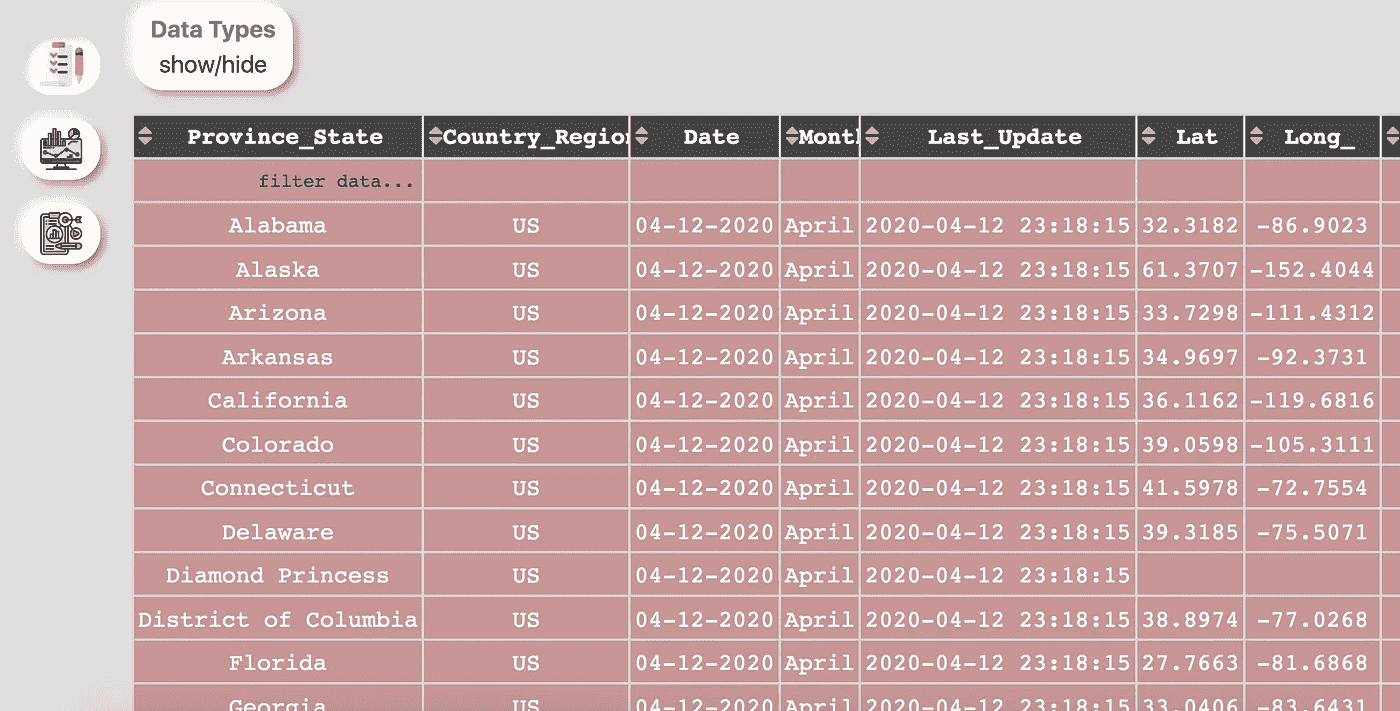 Data Types
show/hide
Province_State Country_Region Date Month Last_Update Lat Long_
filter data...
Alabama US 04-12-2020 April 2020-04-12 23:18:15 32.3182 -86.9023
Alaska US 04-12-2020 April 2020-04-12 23:18:15 61.3707 -152.4044
Arizona US 04-12-2020 April 2020-04-12 23:18:15 33.7298 -111.4312
Arkansas US 04-12-2020 April 2020-04-12 23:18:15 34.9697 -92.3731
California US 04-12-2020 April 2020-04-12 23:18:15 36.1162 -119.6816
Colorado US 04-12-2020 April 2020-04-12 23:18:15 39.0598 -105.3111
Connecticut US 04-12-2020 April 2020-04-12 23:18:15 41.5978 -72.7554
Delaware US 04-12-2020 April 2020-04-12 23:18:15 39.3185 -75.5071
Diamond Princess US 04-12-2020 April 2020-04-12 23:18:15
District of Columbia US 04-12-2020 April 2020-04-12 23:18:15 38.8974 -77.0268
Florida US 04-12-2020 April 2020-04-12 23:18:15 27.7663 -81.6868
Georgia US 04-12-2020 April 2020-04-12 23:18:15 33.0406 -83.6431